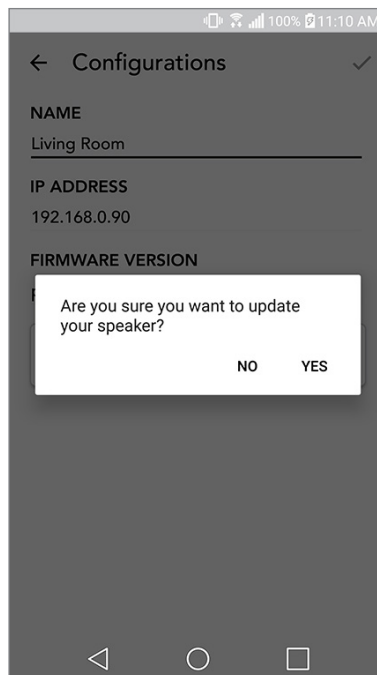 100% 11:10 AM
Configurations
NAME
Living Room
IP ADDRESS
192.168.0.90
FIRMWARE VERSION
Are you sure you want to update
your speaker?
NO YES